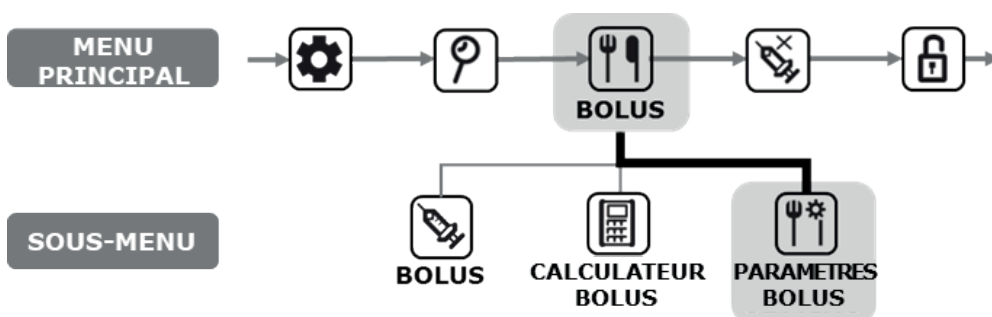 MENU
PRINCIPAL
BOLUS
SOUS-MENU
BOLUS
CALCULATEUR
BOLUS
PARAMETRES
BOLUS